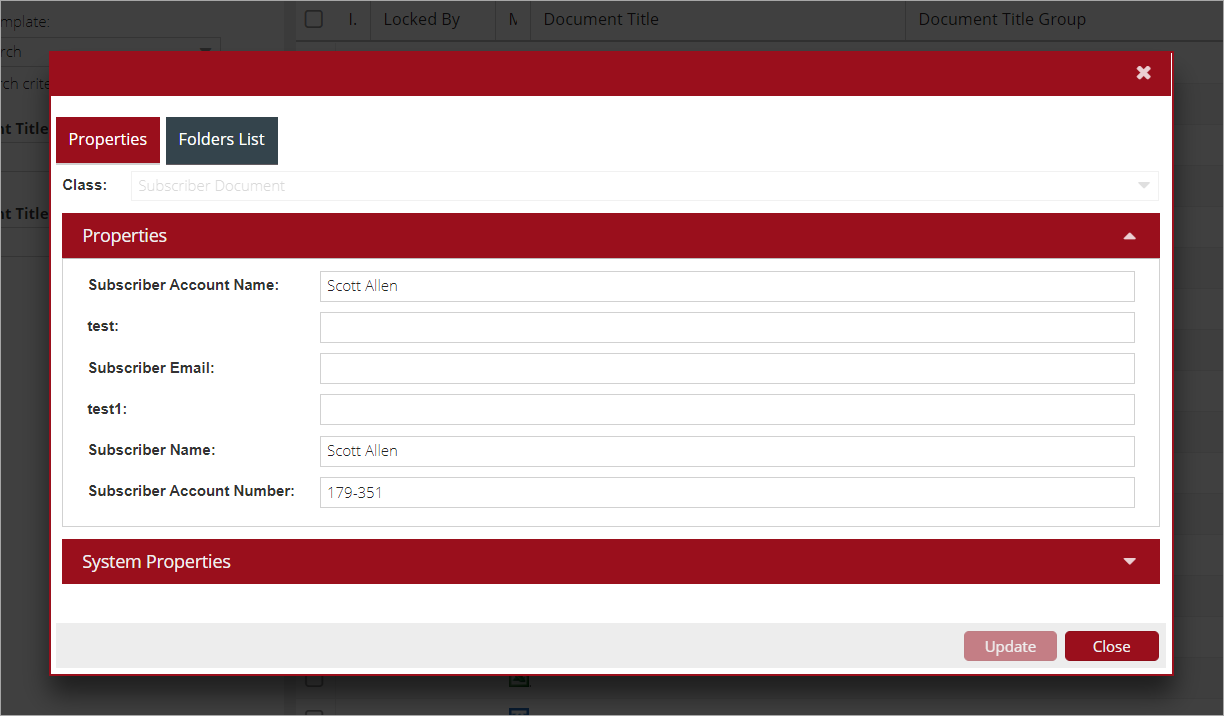 mplate:
I. Locked By M Document Title Document Title Group
rch
rch crite
nt Title
nt Title
✖
Properties Folders List
Class: Subscriber Document
Properties
Subscriber Account Name: Scott Allen
test:
Subscriber Email:
test1:
Subscriber Name: Scott Allen
Subscriber Account Number: 179-351
System Properties
Update Close